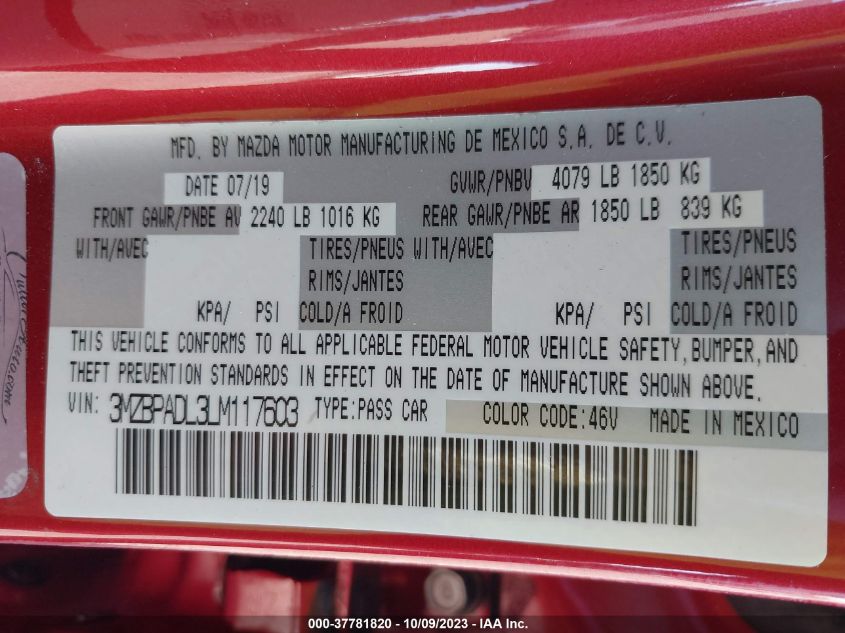 MFD. BY MAZDA MOTOR MANUFACTURING DE MEXICO S.A. DE C.V.
DATE 07/19 GVWR/PNBV 4079 LB 1850 KG
FRONT GAWR/PNBE AV 2240 LB 1016 KG REAR GAWR/PNBE AR 1850 LB 839 KG
WITH/AVEC TIRES/PNEUS WITH/AVEC TIRES/PNEUS
RIMS/JANTES RIMS/JANTES
KPA/ PSI COLD/A FROID KPA/ PSI COLD/A FROID
THIS VEHICLE CONFORMS TO ALL APPLICABLE FEDERAL MOTOR VEHICLE SAFETY, BUMPER, AND
THEFT PREVENTION STANDARDS IN EFFECT ON THE DATE OF MANUFACTURE SHOWN ABOVE.
VIN: 3MZBPADL3LM117603 TYPE:PASS CAR COLOR CODE:46V MADE IN MEXICO
000-37781820 - 10/09/2023 - IAA Inc.